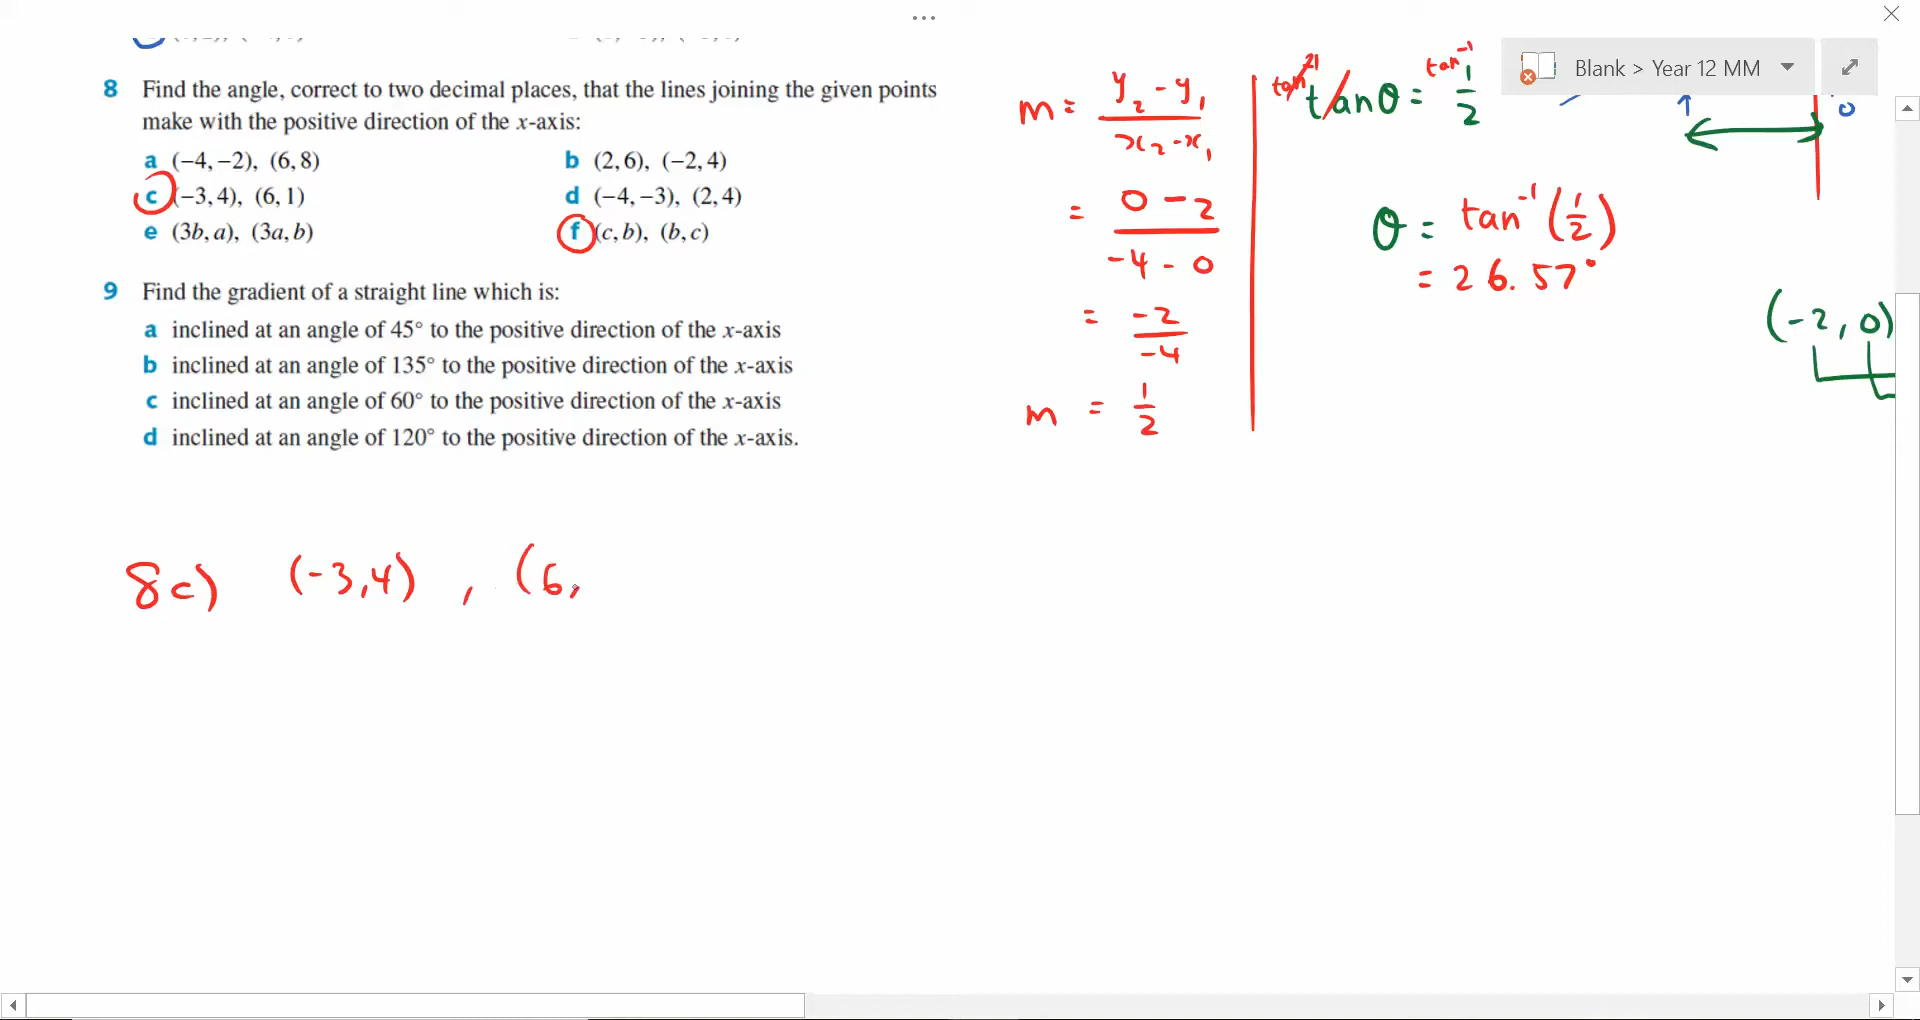 Blank > Year 12 MM
8 Find the angle, correct to two decimal places, that the lines joining the given points
make with the positive direction of the x-axis:
a (−4, −2), (6, 8) b (2, 6), (−2, 4)
c (−3, 4), (6, 1) d (−4, −3), (2, 4)
e (3b, a), (3a, b) f (c, b), (b, c)
9 Find the gradient of a straight line which is:
a inclined at an angle of 45° to the positive direction of the x-axis
b inclined at an angle of 135° to the positive direction of the x-axis
c inclined at an angle of 60° to the positive direction of the x-axis
d inclined at an angle of 120° to the positive direction of the x-axis.
m = y₂ - y₁
x₂ - x₁
= 0 - 2
-4 - 0
= -2
-4
m = 1
2
tan⁻¹ tanθ = tan⁻¹ 1
2
θ = tan⁻¹ (1/2)
= 26.57°
0
(-2, 0)
8c) (-3,4) , (6,